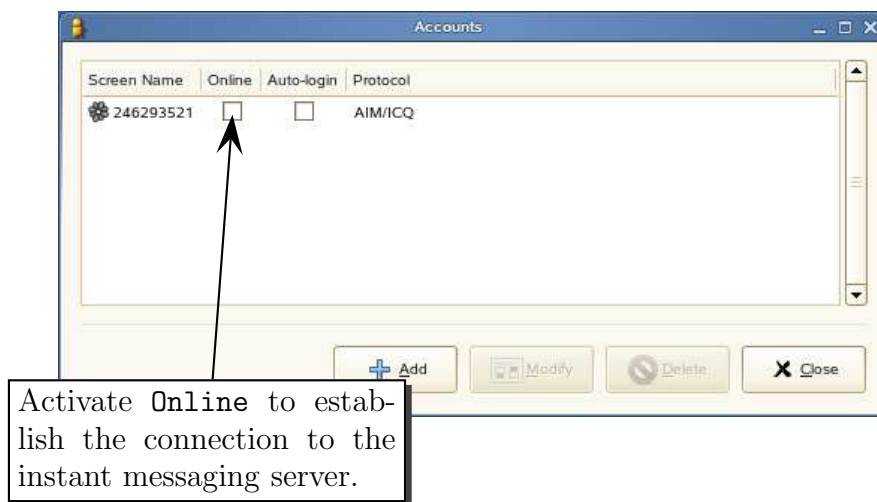 Accounts
Screen Name Online Auto-login Protocol
246293521 AIM/ICQ
Add Modify Delete Close
Activate Online to estab-
lish the connection to the
instant messaging server.